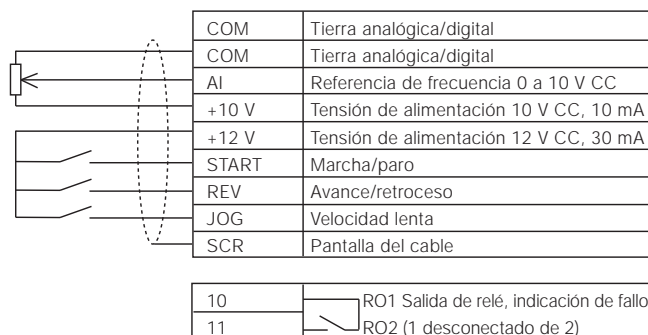 COM Tierra analógica/digital
COM Tierra analógica/digital
AI Referencia de frecuencia 0 a 10 V CC
+10 V Tensión de alimentación 10 V CC, 10 mA
+12 V Tensión de alimentación 12 V CC, 30 mA
START Marcha/paro
REV Avance/retroceso
JOG Velocidad lenta
SCR Pantalla del cable
10 RO1 Salida de relé, indicación de fallo
11 RO2 (1 desconectado de 2)